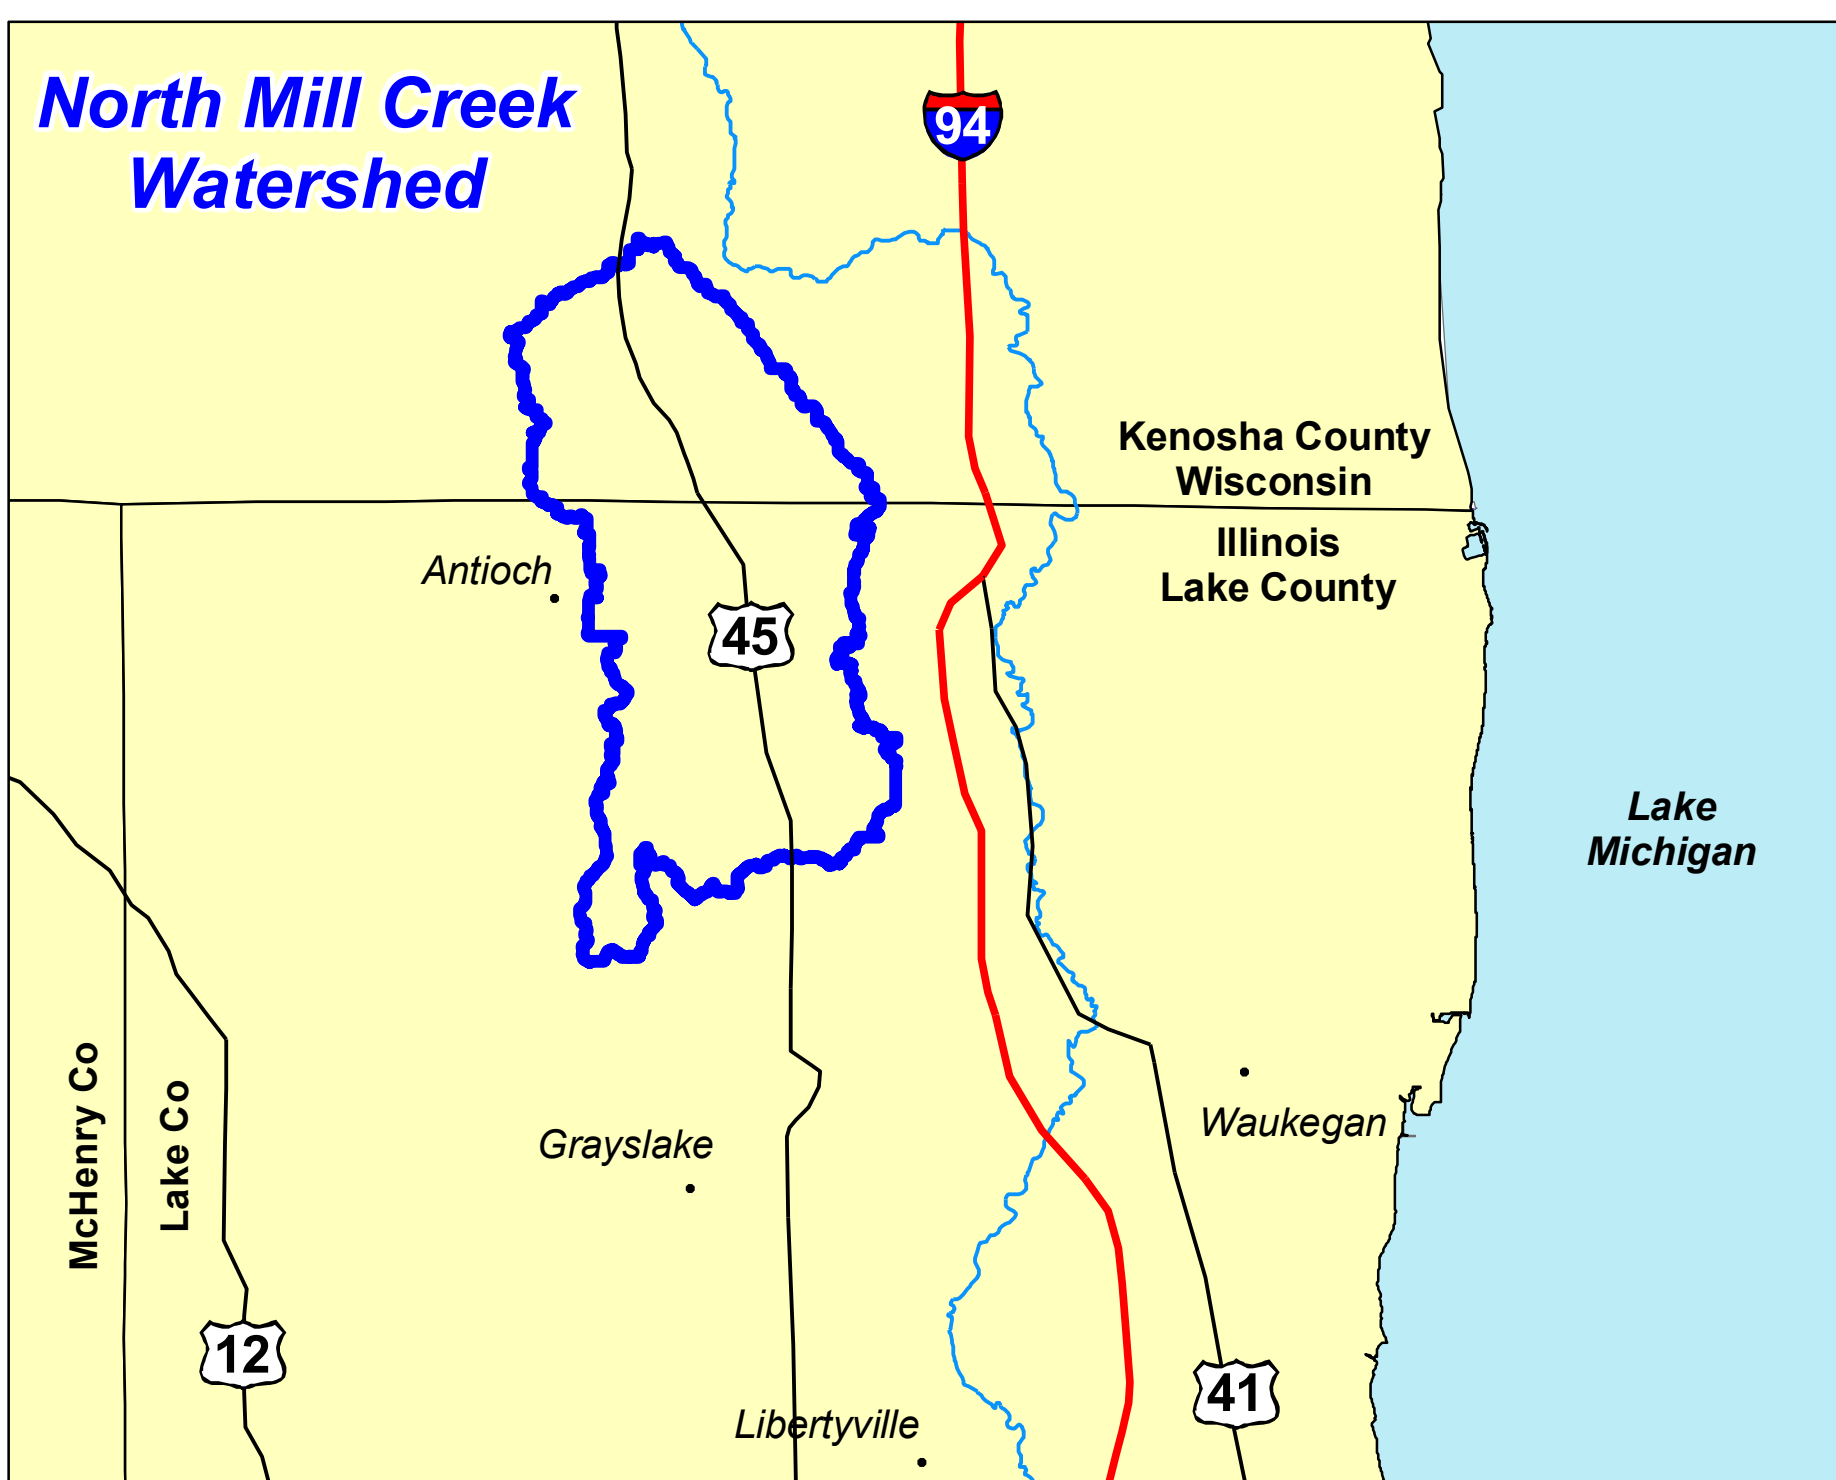 North Mill Creek
Watershed
94
Kenosha County
Wisconsin
Illinois
Lake County
Antioch
45
Lake
Michigan
McHenry Co
Lake Co
Grayslake
Waukegan
12
41
Libertyville